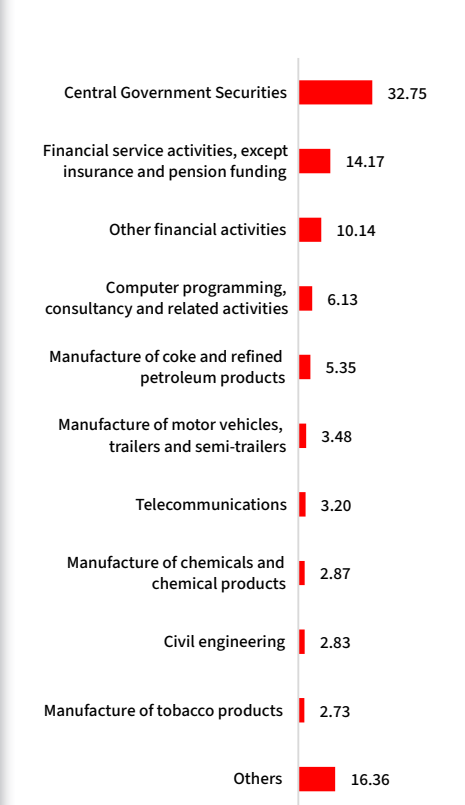 Central Government Securities 32.75
Financial service activities, except
insurance and pension funding 14.17
Other financial activities 10.14
Computer programming,
consultancy and related activities 6.13
Manufacture of coke and refined
petroleum products 5.35
Manufacture of motor vehicles,
trailers and semi-trailers 3.48
Telecommunications 3.20
Manufacture of chemicals and
chemical products 2.87
Civil engineering 2.83
Manufacture of tobacco products 2.73
Others 16.36